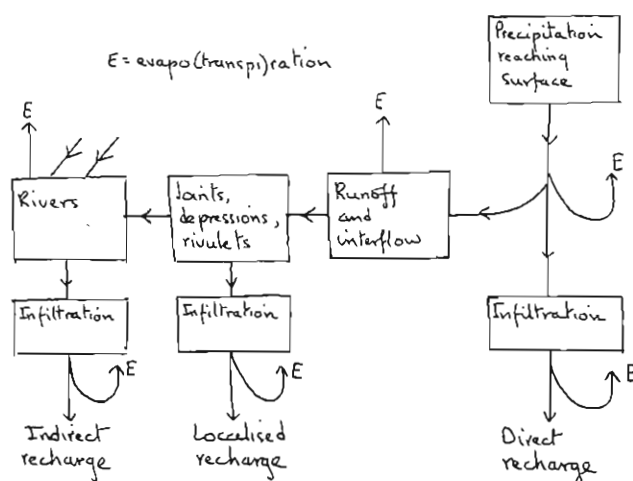 Precipitation
reaching
surface
E = evapo(transpi)ration
E
E
E
Rivers
Joints,
depressions,
rivulets
Runoff
and
interflow
Infiltration
Infiltration
Infiltration
E
E
E
Indirect
recharge
Localised
recharge
Direct
recharge